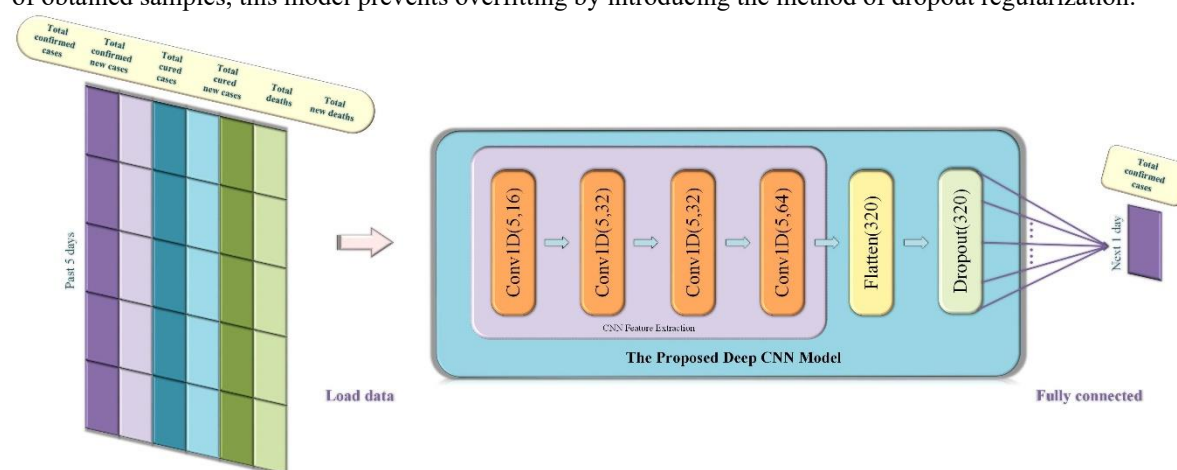 of obtained samples, this model prevents overfitting by introducing the method of dropout regularization.
Total
confirmed
cases
Total
confirmed
new cases
Total
cured
cases
Total
cured
new cases
Total
deaths
Total
new deaths
Past 5 days
Load data
Conv1D(5,16)
Conv1D(5,32)
Conv1D(5,32)
Conv1D(5,64)
CNN Feature Extraction
Flatten(320)
Dropout(320)
The Proposed Deep CNN Model
Total
confirmed
cases
Next 1 day
Fully connected